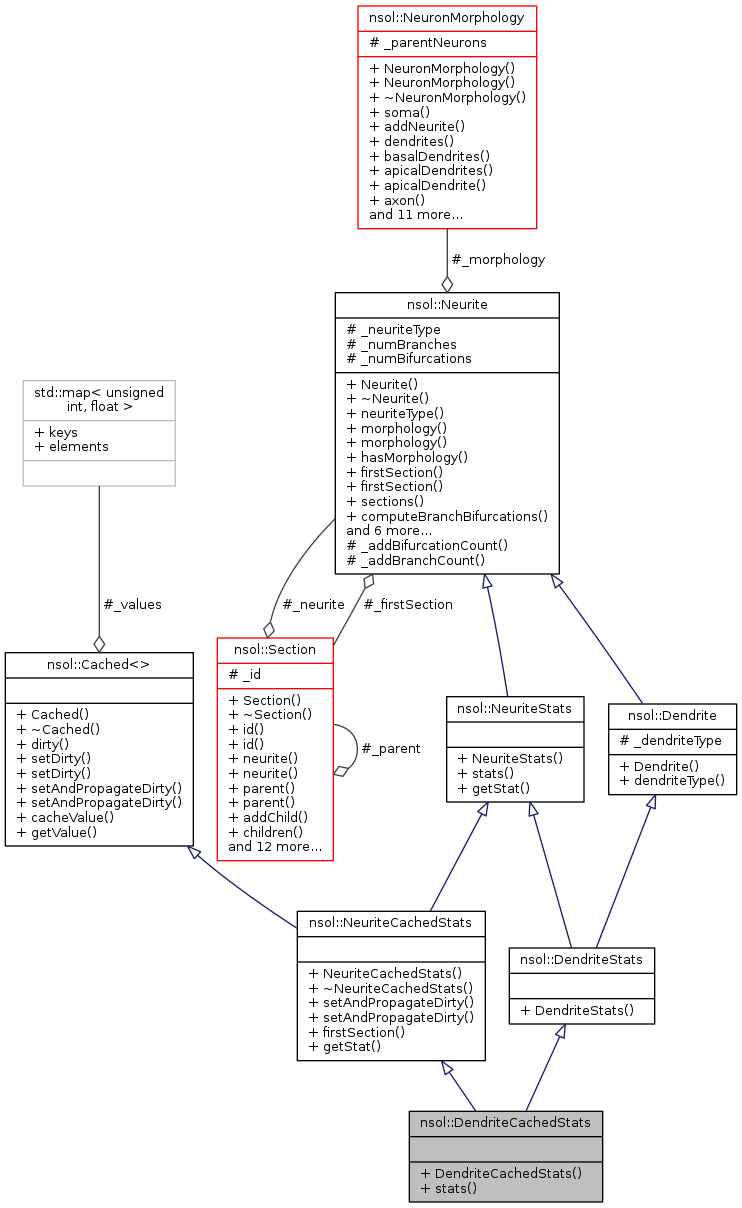 nsol::NeuronMorphology
# _parentNeurons
+ NeuronMorphology()
+ NeuronMorphology()
+ ~NeuronMorphology()
+ soma()
+ addNeurite()
+ dendrites()
+ basalDendrites()
+ apicalDendrites()
+ apicalDendrite()
+ axon()
and 11 more...
#_morphology
nsol::Neurite
# _neuriteType
# _numBranches
# _numBifurcations
+ Neurite()
+ ~Neurite()
+ neuriteType()
+ morphology()
+ morphology()
+ hasMorphology()
+ firstSection()
+ firstSection()
+ sections()
+ computeBranchBifurcations()
and 6 more...
# _addBifurcationCount()
# _addBranchCount()
std::map< unsigned
int, float >
+ keys
+ elements
#_values
#_neurite
#_firstSection
nsol::Cached<>
+ Cached()
+ ~Cached()
+ dirty()
+ setDirty()
+ setDirty()
+ setAndPropagateDirty()
+ setAndPropagateDirty()
+ cacheValue()
+ getValue()
nsol::Section
# _id
+ Section()
+ ~Section()
+ id()
+ id()
+ neurite()
+ neurite()
+ parent()
+ parent()
+ addChild()
+ children()
and 12 more...
#_parent
nsol::NeuriteStats
+ NeuriteStats()
+ stats()
+ getStat()
nsol::Dendrite
# _dendriteType
+ Dendrite()
+ dendriteType()
nsol::NeuriteCachedStats
+ NeuriteCachedStats()
+ ~NeuriteCachedStats()
+ setAndPropagateDirty()
+ setAndPropagateDirty()
+ firstSection()
+ getStat()
nsol::DendriteStats
+ DendriteStats()
nsol::DendriteCachedStats
+ DendriteCachedStats()
+ stats()